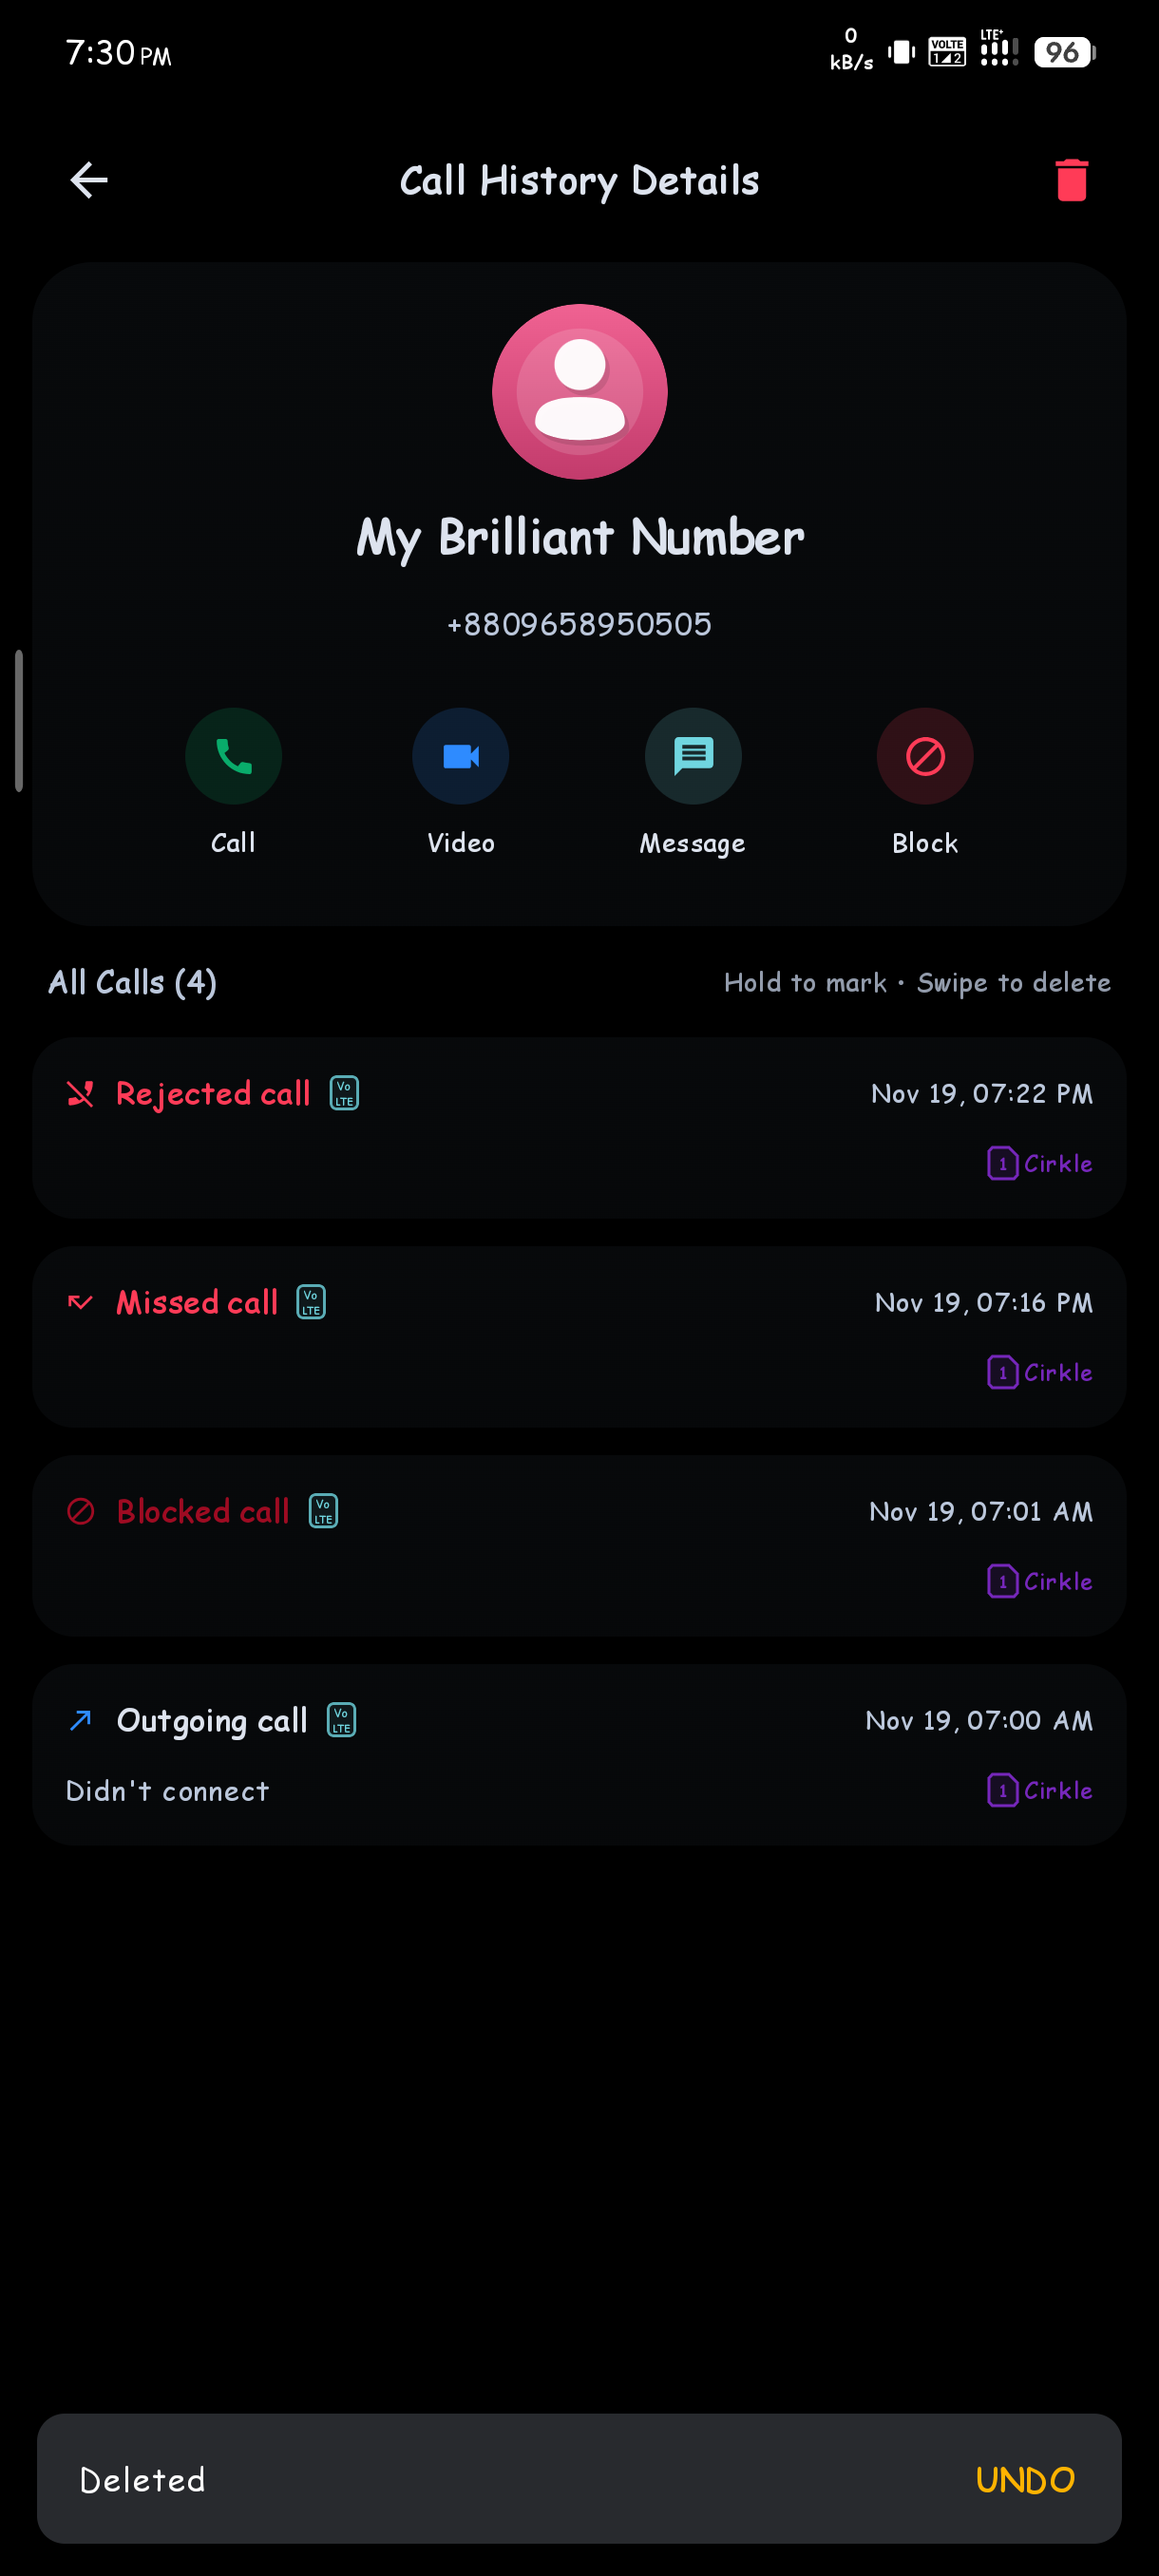 7:30 PM
0
kB/s
VOLTE
1 2
LTE+
96
Call History Details
My Brilliant Number
+8809658950505
Call Video Message Block
All Calls (4) Hold to mark • Swipe to delete
Rejected call Vo LTE Nov 19, 07:22 PM
1 Cirkle
Missed call Vo LTE Nov 19, 07:16 PM
1 Cirkle
Blocked call Vo LTE Nov 19, 07:01 AM
1 Cirkle
Outgoing call Vo LTE Nov 19, 07:00 AM
Didn't connect 1 Cirkle
Deleted UNDO